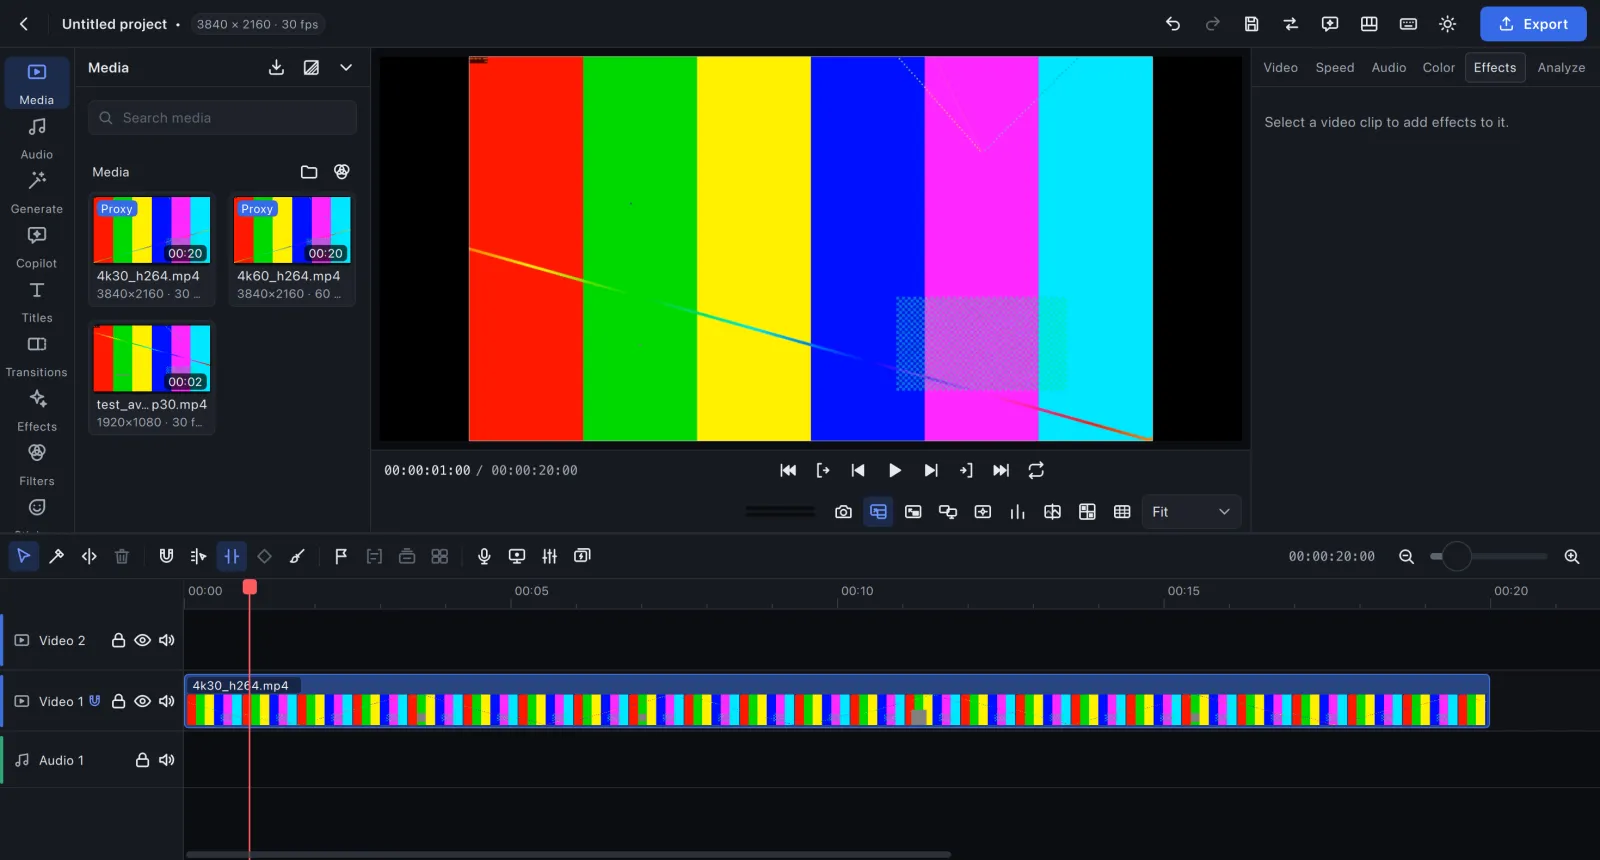 Untitled project •
3840 × 2160 · 30 fps
Export
Media
Audio
Generate
Copilot
Titles
Transitions
Effects
Filters
Media
Search media
Media
Proxy
00:20
4k30_h264.mp4
3840×2160 · 30 ...
Proxy
00:20
4k60_h264.mp4
3840×2160 · 60 ...
00:02
test_av...p30.mp4
1920×1080 · 30 f...
00:00:01:00 / 00:00:20:00
Fit
Video Speed Audio Color Effects Analyze
Select a video clip to add effects to it.
00:00:20:00
00:00 00:05 00:10 00:15 00:20
Video 2
Video 1
4k30_h264.mp4
Audio 1